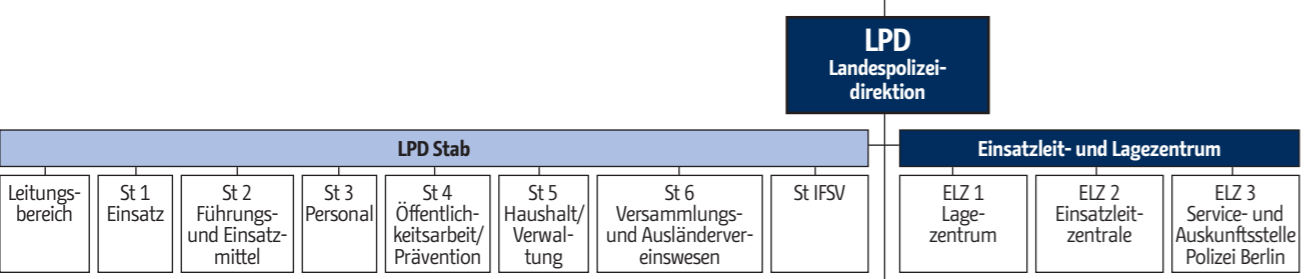 LPD
Landespolizei-
direktion
LPD Stab
Einsatzleit- und Lagezentrum
Leitungs-
bereich
St 1
Einsatz
St 2
Führungs-
und Einsatz-
mittel
St 3
Personal
St 4
Öffentlich-
keitsarbeit/
Prävention
St 5
Haushalt/
Verwal-
tung
St 6
Versammlungs-
und Ausländerver-
einswesen
St IFSV
ELZ 1
Lage-
zentrum
ELZ 2
Einsatzleit-
zentrale
ELZ 3
Service- und
Auskunftsstelle
Polizei Berlin